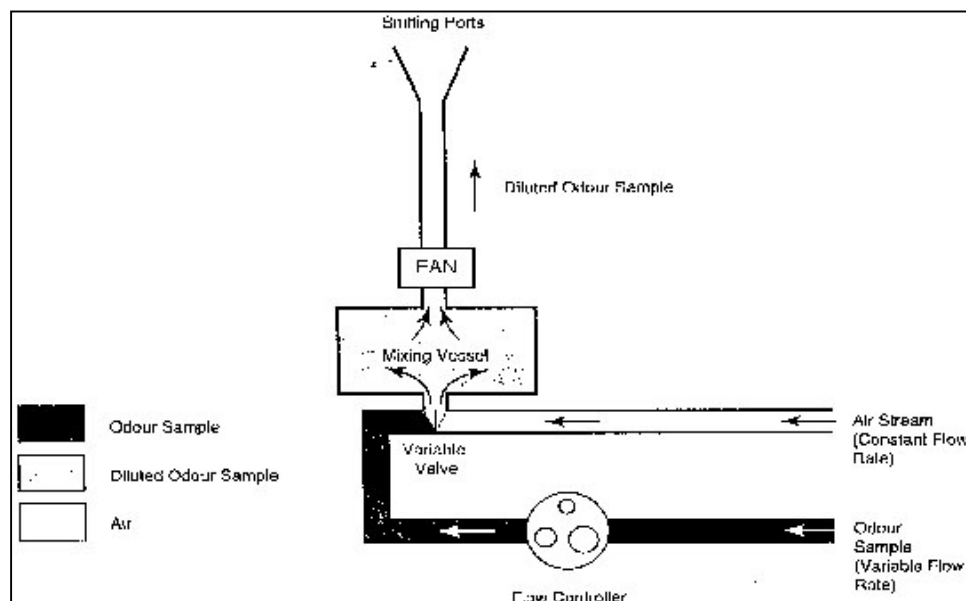 Sniffing Ports
Diluted Odour Sample
FAN
Mixing Vessel
Odour Sample
Diluted Odour Sample
Air
Variable
Valve
Air Stream
(Constant Flow
Rate)
Odour
Sample
(Variable Flow
Rate)
Flow Controller